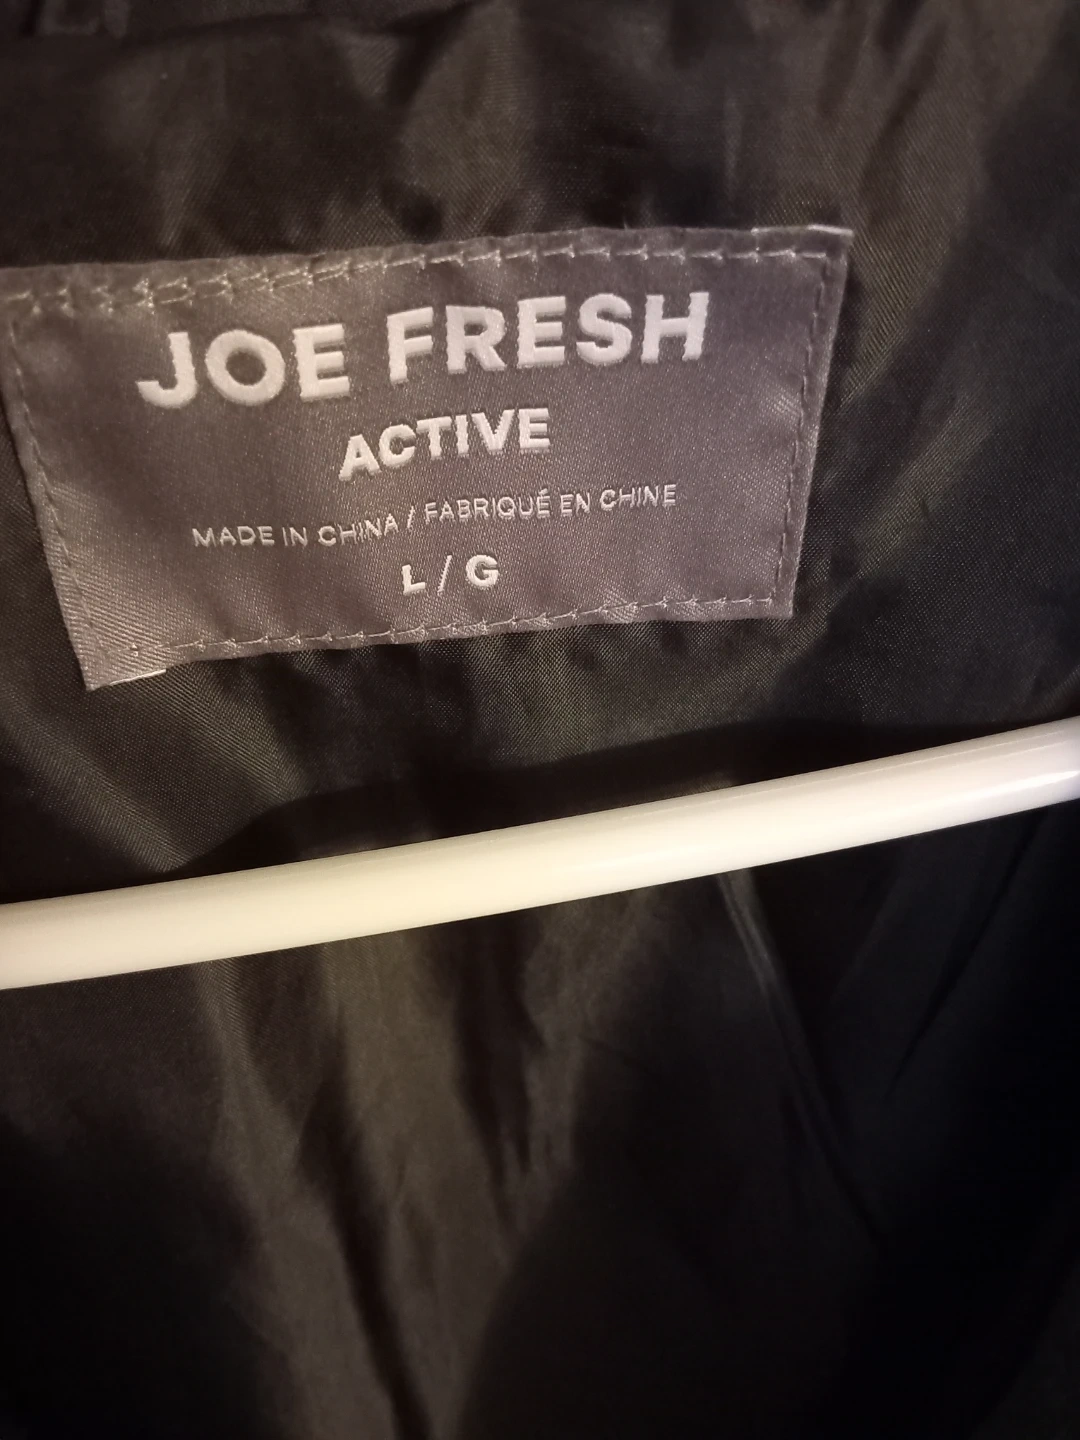 JOE FRESH
ACTIVE
MADE IN CHINA / FABRIQUÉ EN CHINE
L / G